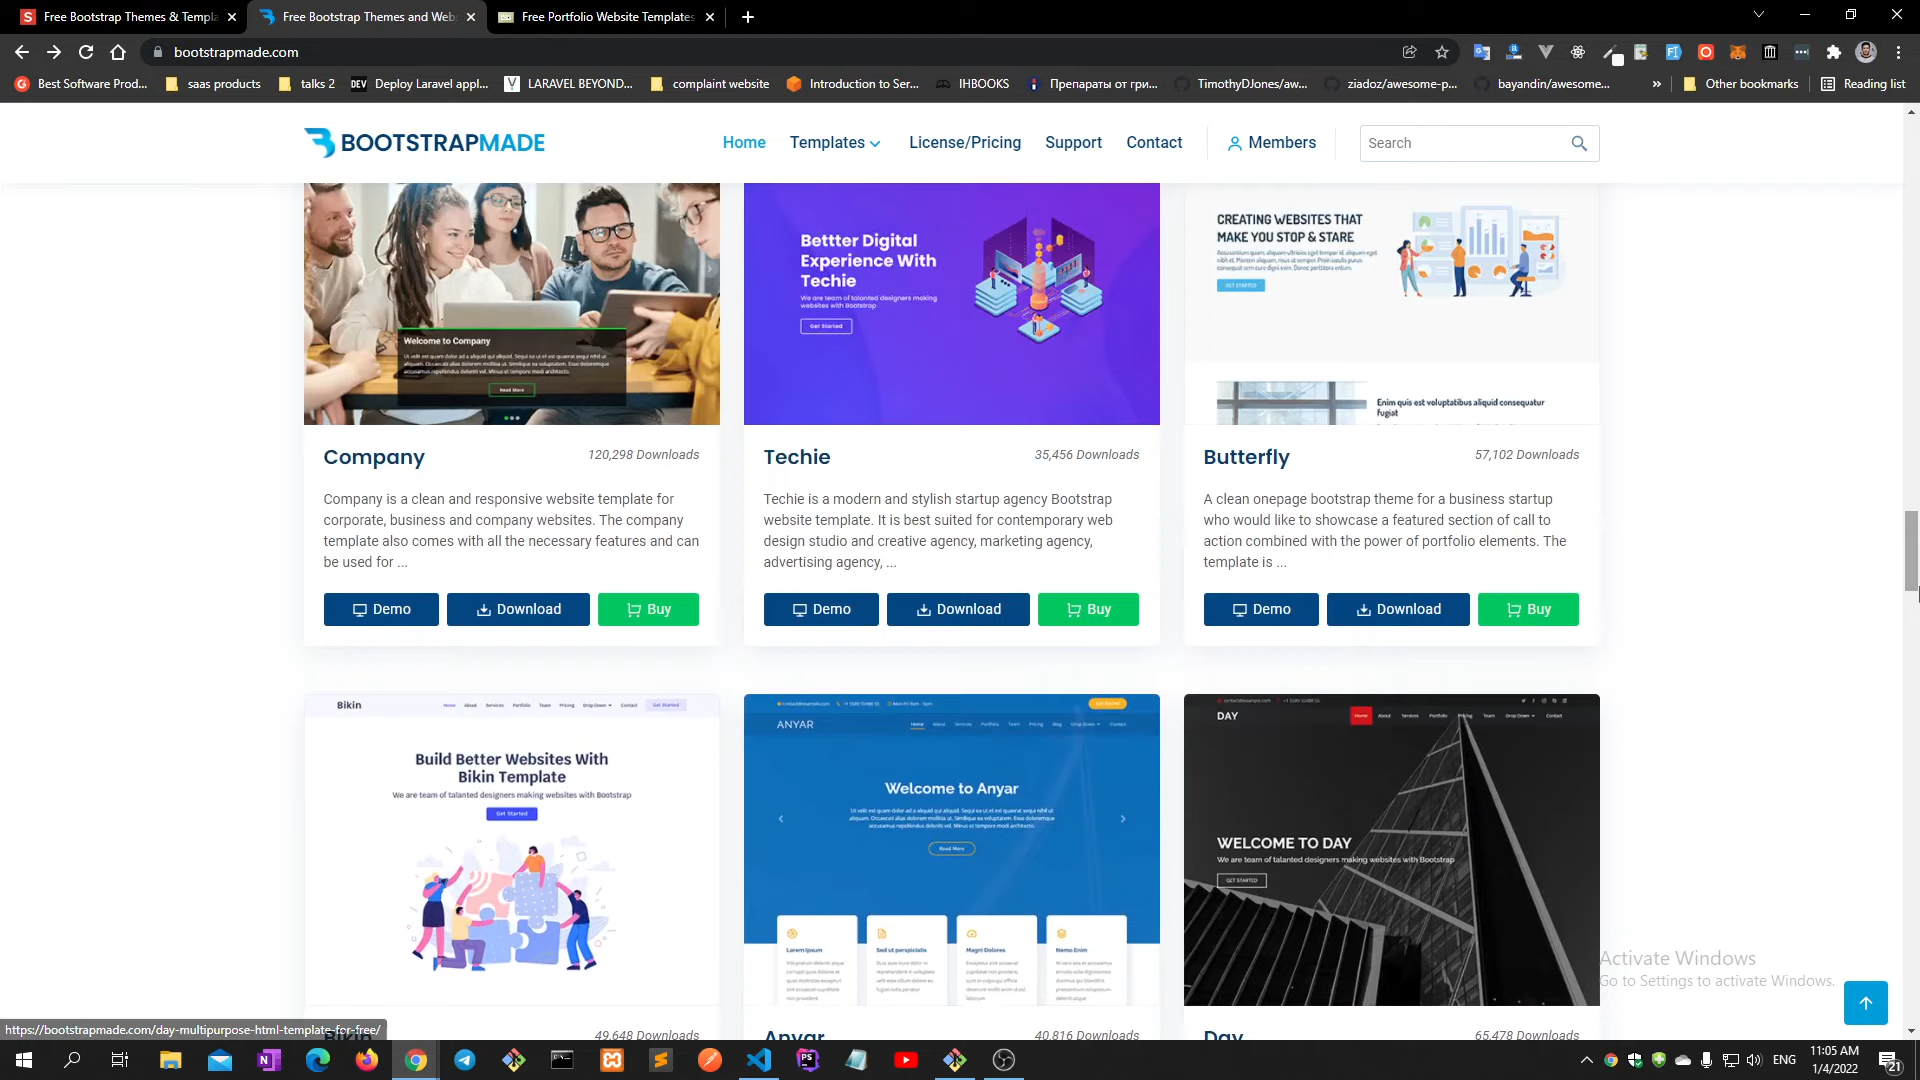 Free Bootstrap Themes & Templa
Free Bootstrap Themes and Web
Free Portfolio Website Templates
bootstrapmade.com
Best Software Prod...
saas products
talks 2
DEV
Deploy Laravel appl...
LARAVEL BEYOND...
complaint website
Introduction to Ser...
IHBOOKS
Препараты от гри...
TimothyDJones/aw...
ziadoz/awesome-p...
bayandin/awesome...
»
Other bookmarks
Reading list
BOOTSTRAPMADE
Home
Templates
License/Pricing
Support
Contact
Members
Search
Welcome to Company
Read More
Bettter Digital
Experience With
Techie
We are team of talanted designers making
websites with Bootstrap
Get Started
CREATING WEBSITES THAT
MAKE YOU STOP & STARE
GET STARTED
Enim quis est voluptatibus aliquid consequatur
fugiat
Company
120,298 Downloads
Company is a clean and responsive website template for
corporate, business and company websites. The company
template also comes with all the necessary features and can
be used for ...
Demo
Download
Buy
Techie
35,456 Downloads
Techie is a modern and stylish startup agency Bootstrap
website template. It is best suited for contemporary web
design studio and creative agency, marketing agency,
advertising agency, ...
Demo
Download
Buy
Butterfly
57,102 Downloads
A clean onepage bootstrap theme for a business startup
who would like to showcase a featured section of call to
action combined with the power of portfolio elements. The
template is ...
Demo
Download
Buy
Bikin
Home
About
Services
Portfolio
Team
Pricing
Drop Down
Contact
Get Started
Build Better Websites With
Bikin Template
We are team of talanted designers making websites with Bootstrap
Get Started
ANYAR
Home
About
Services
Portfolio
Team
Pricing
Blog
Drop Down
Contact
Welcome to Anyar
Read More
Lorem Ipsum
Sed ut perspiciatis
Magni Dolores
Nemo Enim
DAY
Home
About
Services
Portfolio
Pricing
Team
Drop Down
Contact
WELCOME TO DAY
We are team of talanted designers making websites with Bootstrap
GET STARTED
Activate Windows
Go to Settings to activate Windows.
https://bootstrapmade.com/day-multipurpose-html-template-for-free/
Bikin
49,648 Downloads
Anyar
40,816 Downloads
Day
65,478 Downloads
ENG
11:05 AM
1/4/2022
21